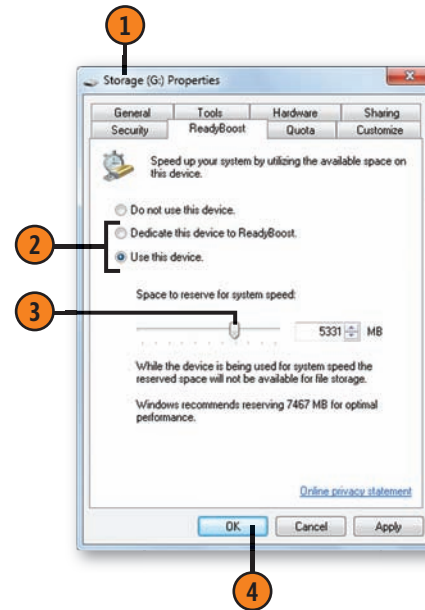 1
Storage (G:) Properties
General Tools Hardware Sharing
Security ReadyBoost Quota Customize
Speed up your system by utilizing the available space on
this device.
Do not use this device.
2
Dedicate this device to ReadyBoost.
Use this device.
3
Space to reserve for system speed:
5331 MB
While the device is being used for system speed the
reserved space will not be available for file storage.
Windows recommends reserving 7467 MB for optimal
performance.
Online privacy statement
OK Cancel Apply
4